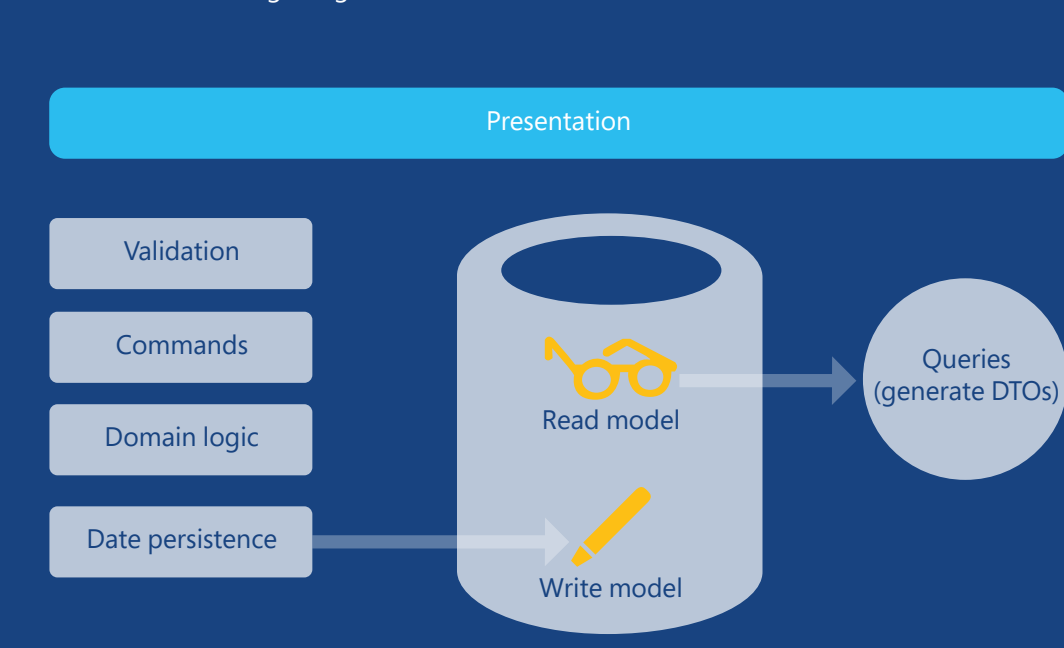 Presentation
Validation
Commands
Domain logic
Date persistence
Read model
Write model
Queries
(generate DTOs)